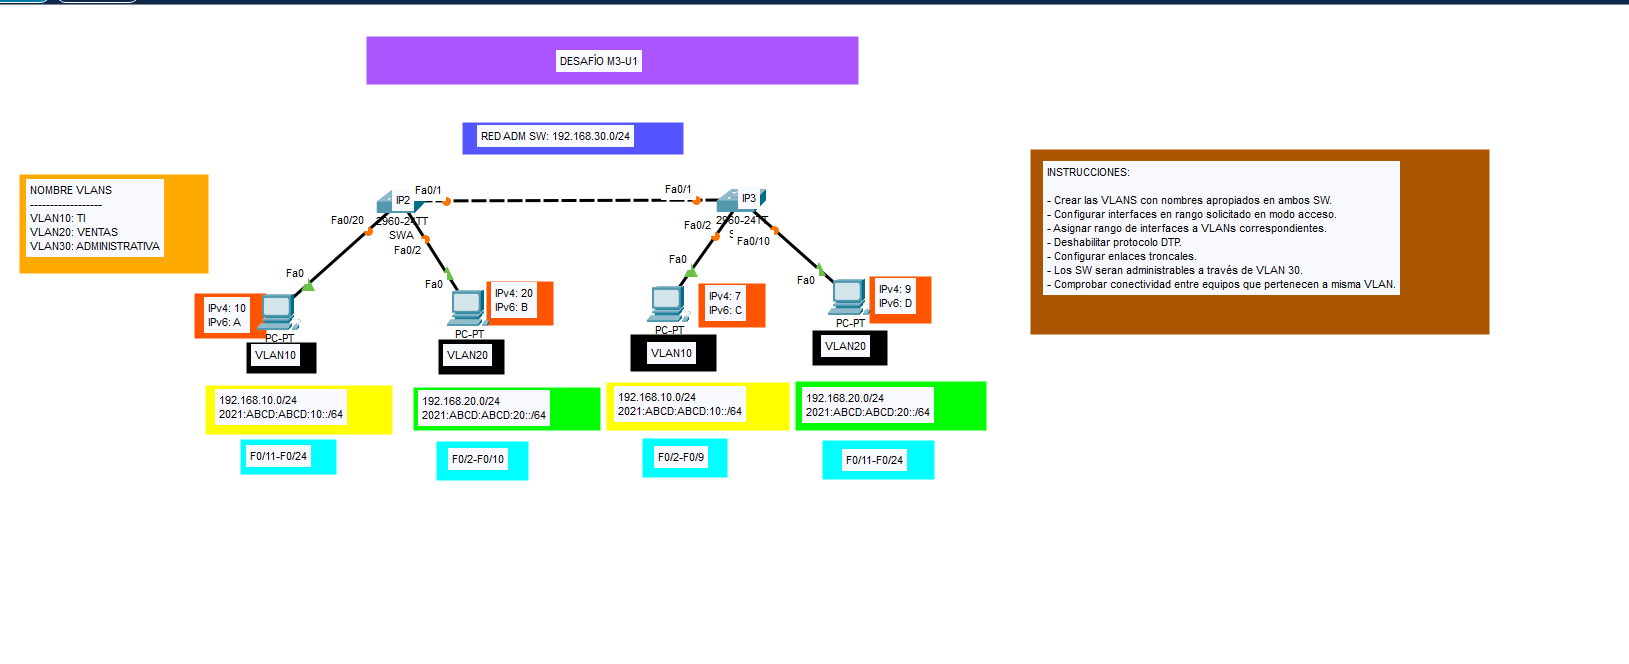 DESAFÍO M3-U1
RED ADM SW: 192.168.30.0/24
NOMBRE VLANS
------------------
VLAN10: TI
VLAN20: VENTAS
VLAN30: ADMINISTRATIVA
INSTRUCCIONES:
- Crear las VLANS con nombres apropiados en ambos SW.
- Configurar interfaces en rango solicitado en modo acceso.
- Asignar rango de interfaces a VLANs correspondientes.
- Deshabilitar protocolo DTP.
- Configurar enlaces troncales.
- Los SW seran administrables a través de VLAN 30.
- Comprobar conectividad entre equipos que pertenecen a misma VLAN.
Fa0/1
Fa0/1
IP2
IP3
2960-24TT
SWA
2960-24TT
Fa0/20
Fa0/2
Fa0/2
Fa0/10
Fa0
Fa0
Fa0
Fa0
IPv4: 10
IPv6: A
IPv4: 20
IPv6: B
IPv4: 7
IPv6: C
IPv4: 9
IPv6: D
PC-PT
PC-PT
PC-PT
PC-PT
VLAN10
VLAN20
VLAN10
VLAN20
192.168.10.0/24
2021:ABCD:ABCD:10::/64
192.168.20.0/24
2021:ABCD:ABCD:20::/64
192.168.10.0/24
2021:ABCD:ABCD:10::/64
192.168.20.0/24
2021:ABCD:ABCD:20::/64
F0/11-F0/24
F0/2-F0/10
F0/2-F0/9
F0/11-F0/24